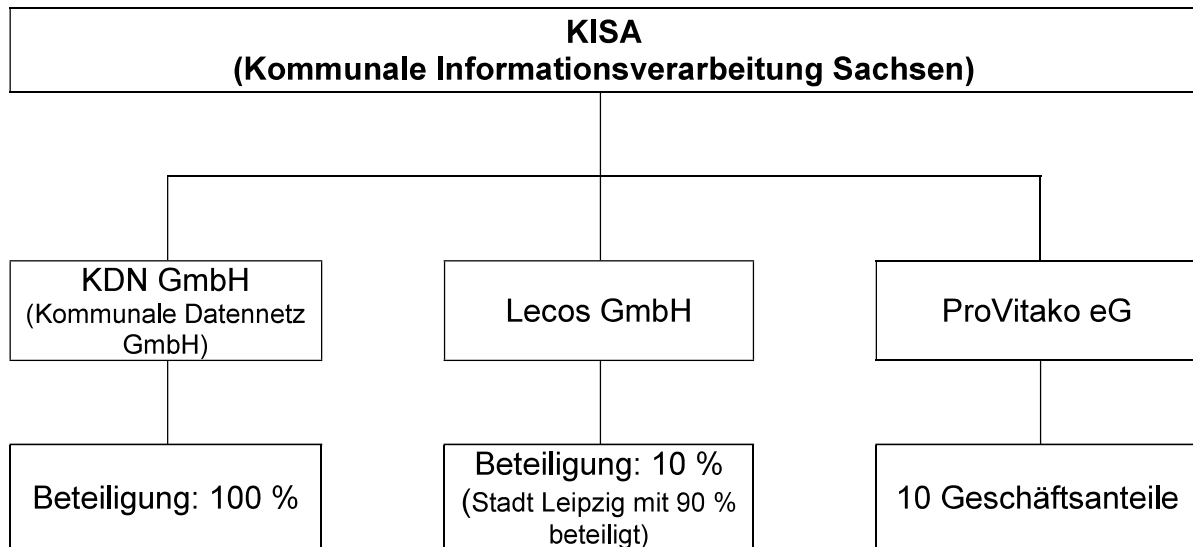 KISA
(Kommunale Informationsverarbeitung Sachsen)
KDN GmbH
(Kommunale Datennetz
GmbH)
Lecos GmbH
ProVitako eG
Beteiligung: 100 %
Beteiligung: 10 %
(Stadt Leipzig mit 90 %
beteiligt)
10 Geschäftsanteile